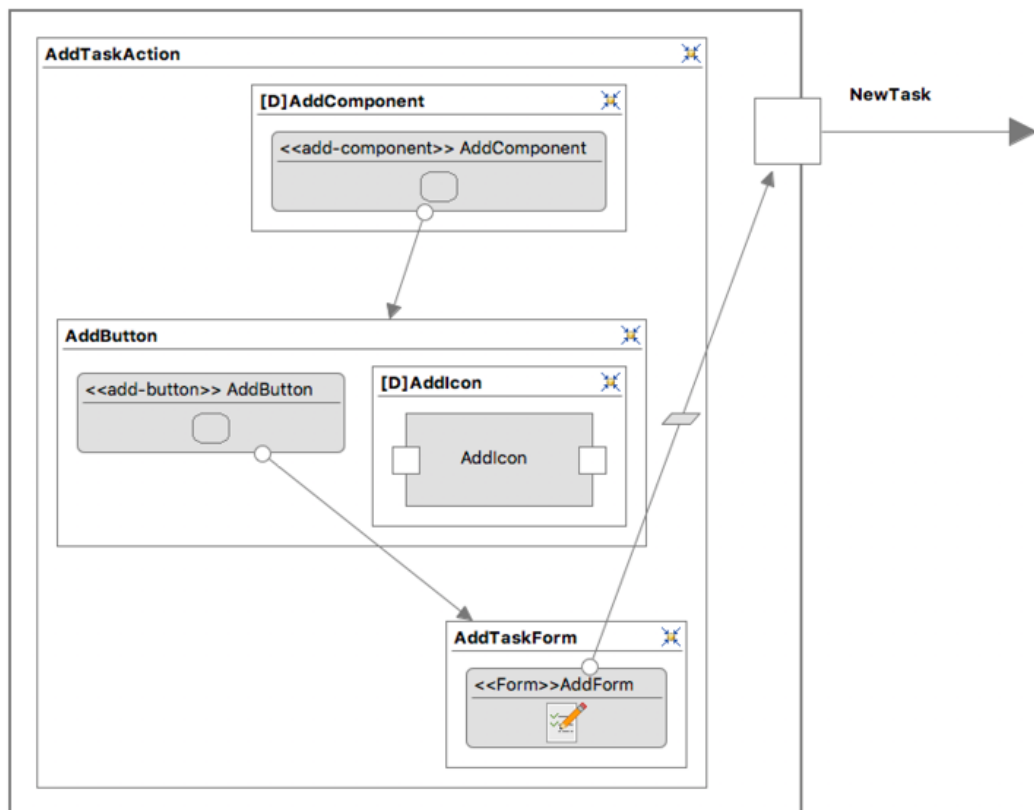 AddTaskAction
[D]AddComponent
<<add-component>> AddComponent
NewTask
AddButton
<<add-button>> AddButton
[D]AddIcon
AddIcon
AddTaskForm
<<Form>>AddForm